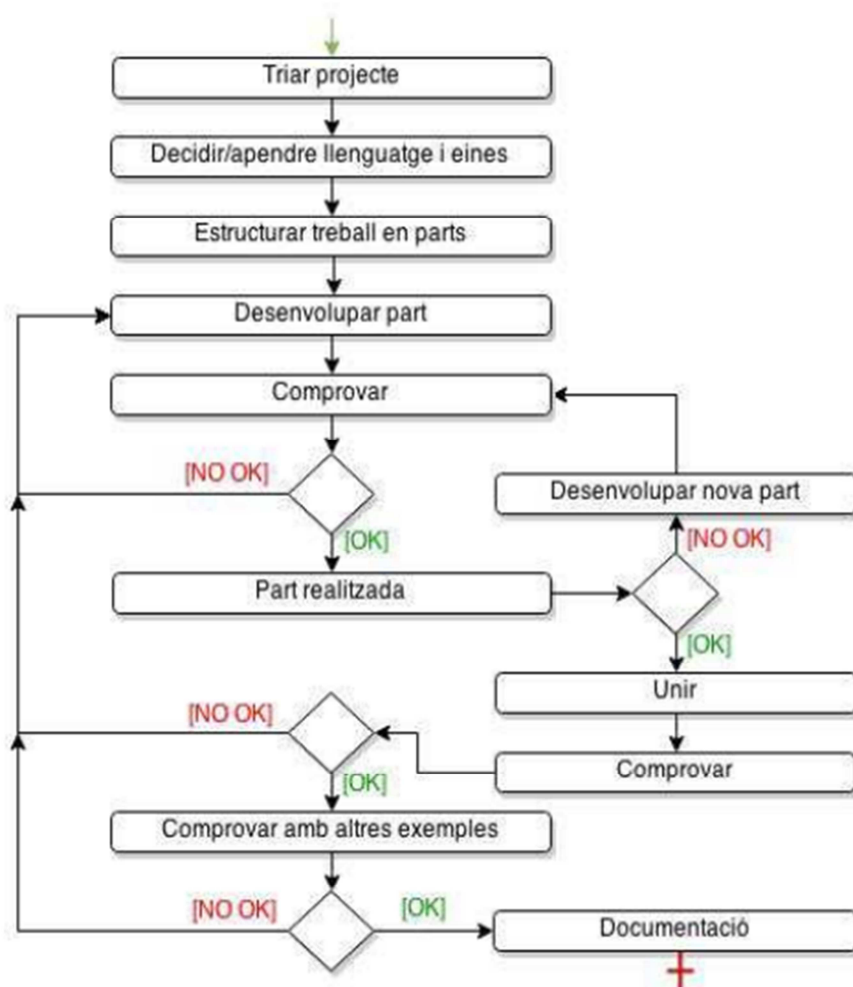 Triar projecte
Decidir/apendre llenguatge i eines
Estructurar treball en parts
Desenvolupar part
Comprovar
[NO OK]
[OK]
Desenvolupar nova part
[NO OK]
Part realitzada
[OK]
Unir
[NO OK]
Comprovar
[OK]
Comprovar amb altres exemples
[NO OK]
[OK]
Documentació